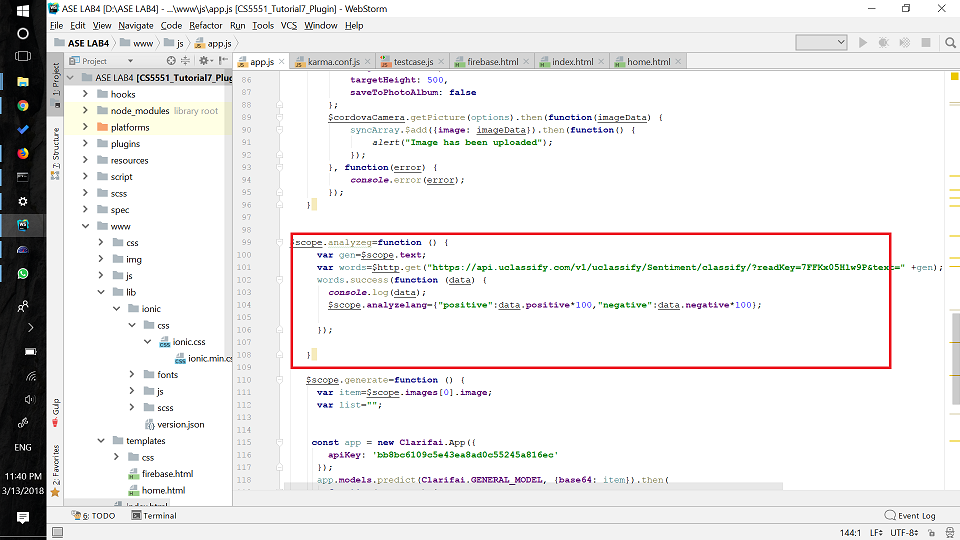 ASE LAB4 [D:\ASE LAB4] - ...\www\js\app.js [CS5551_Tutorial7_Plugin] - WebStorm
File Edit View Navigate Code Refactor Run Tools VCS Window Help
ASE LAB4 www js app.js
Project
app.js karma.conf.js testcase.js firebase.html index.html home.html
1: Project
7: Structure
Gulp
2: Favorites
ASE LAB4 [CS5551_Tutorial7_Plug
hooks
node_modules library root
platforms
plugins
resources
script
scss
spec
www
css
img
js
lib
ionic
css
ionic.css
ionic.min.cs
fonts
js
scss
version.json
templates
css
firebase.html
home.html
index.html
86 targetHeight: 500,
87 saveToPhotoAlbum: false
88 };
89 $cordovaCamera.getPicture(options).then(function(imageData) {
90 syncArray.$add({image: imageData}).then(function() {
91 alert("Image has been uploaded");
92 });
93 }, function(error) {
94 console.error(error);
95 });
96 }
97
98
99 $scope.analyzeg=function () {
100 var gen=$scope.text;
101 var words=$http.get("https://api.uclassify.com/v1/uclassify/Sentiment/classify/?readKey=7FFKx05Hlw9P&text=" +gen);
102 words.success(function (data) {
103 console.log(data);
104 $scope.analyzelang={"positive":data.positive*100,"negative":data.negative*100};
105
106 });
107
108 }
109
110 $scope.generate=function () {
111 var item=$scope.images[0].image;
112 var list="";
113
114
115 const app = new Clarifai.App({
116 apiKey: 'bb8bc6109c5e43ea8ad0c55245a816ec'
117 });
118 app.models.predict(Clarifai.GENERAL_MODEL, {base64: item}).then(
6: TODO Terminal Event Log
144:1 LF UTF-8
ENG
11:40 PM
3/13/2018